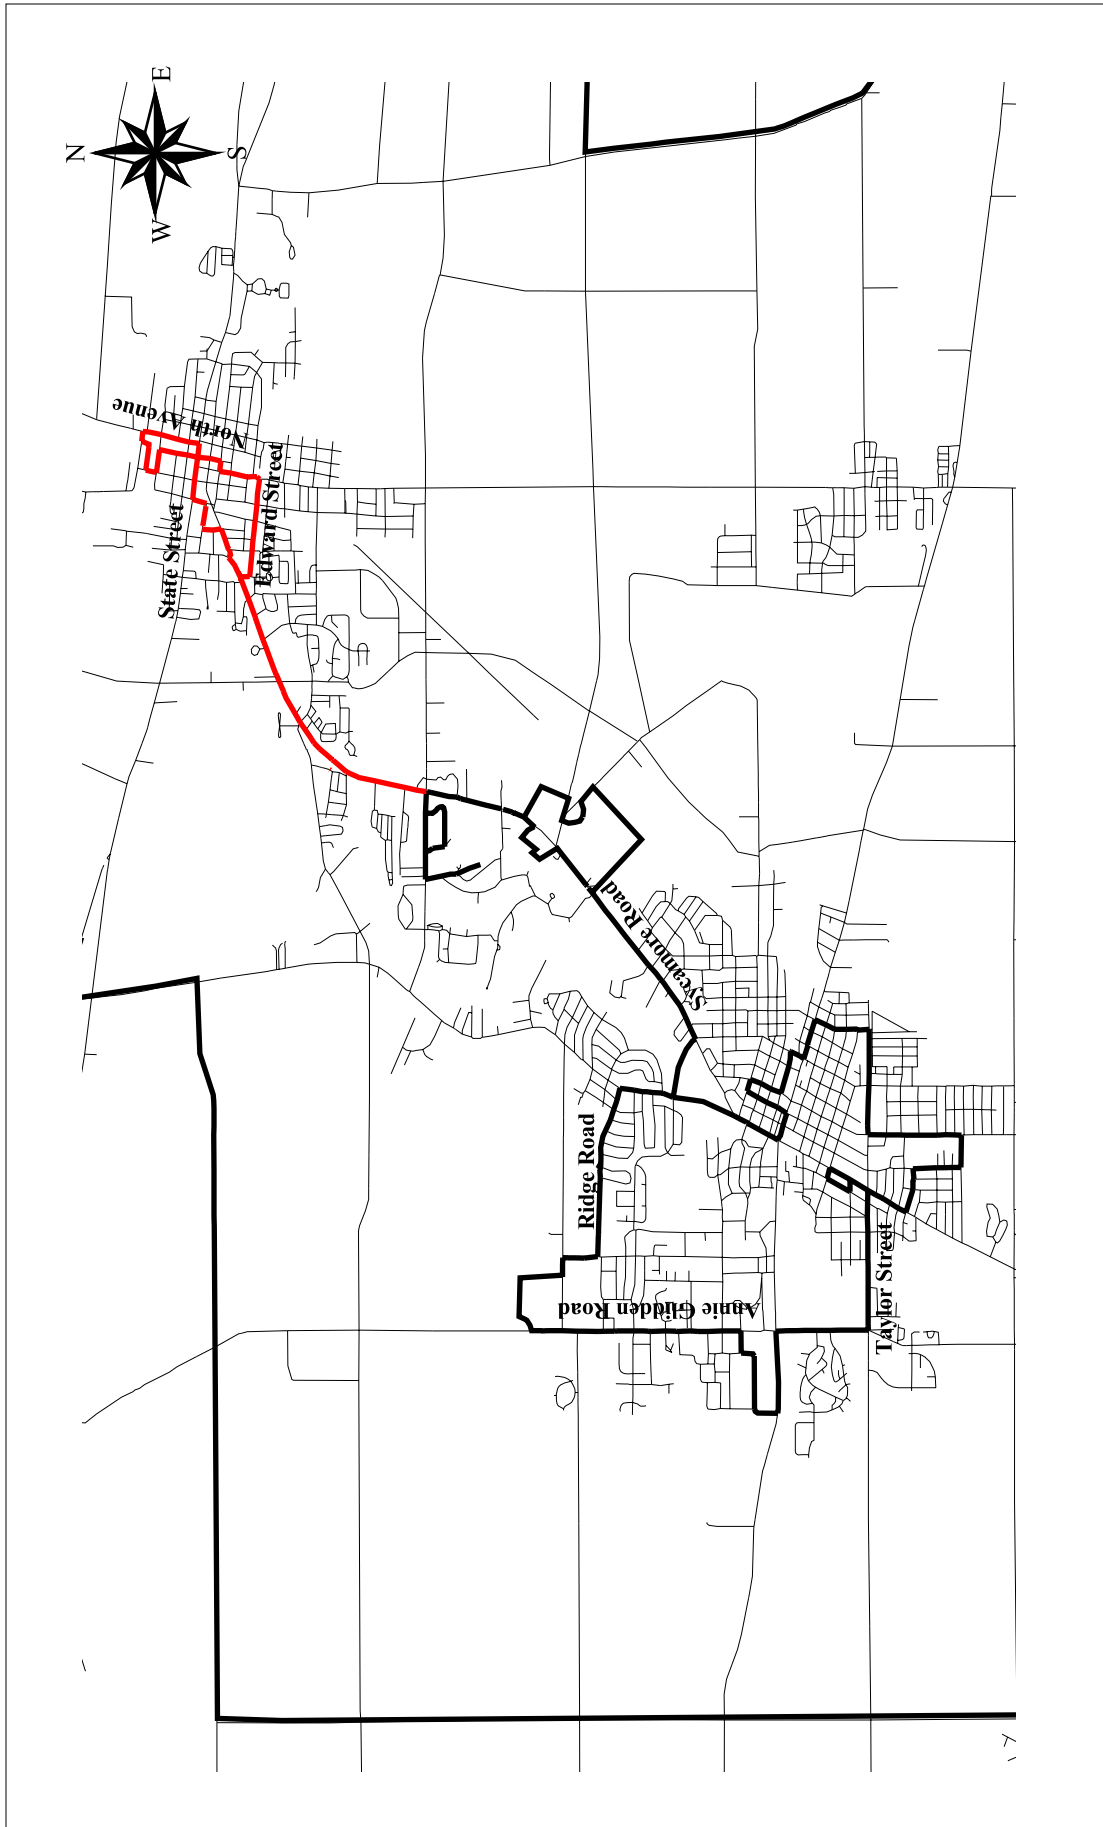 E
N
S
W
North Avenue
State Street
Edward Street
Sycamore Road
Ridge Road
Annie Glidden Road
Taylor Street